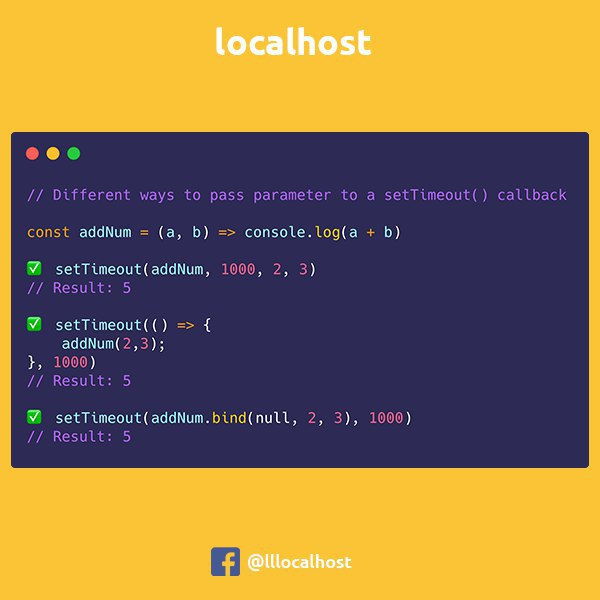 localhost
// Different ways to pass parameter to a setTimeout() callback
const addNum = (a, b) => console.log(a + b)
✅ setTimeout(addNum, 1000, 2, 3)
// Result: 5
✅ setTimeout(() => {
addNum(2,3);
}, 1000)
// Result: 5
✅ setTimeout(addNum.bind(null, 2, 3), 1000)
// Result: 5
@lllocalhost